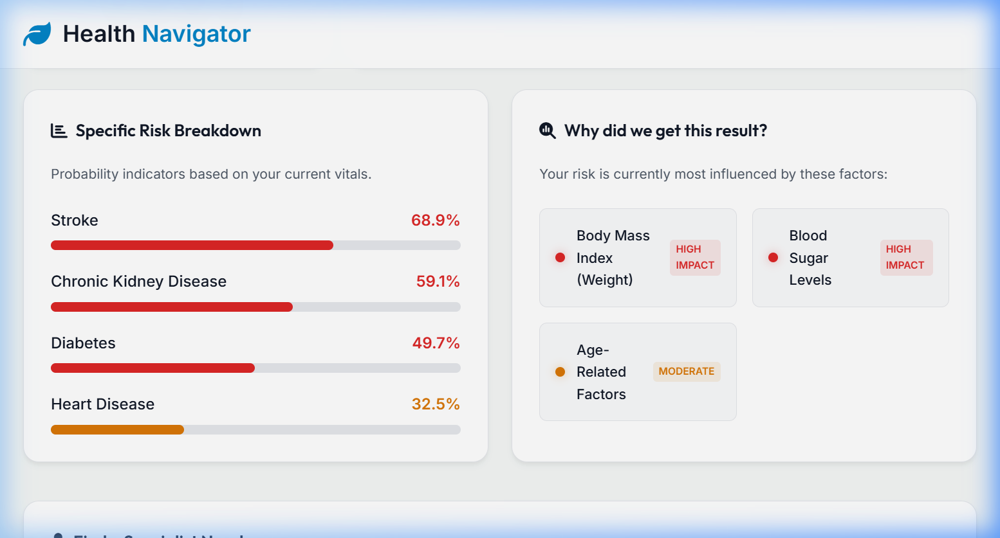 Health Navigator
Specific Risk Breakdown
Probability indicators based on your current vitals.
Stroke 68.9%
Chronic Kidney Disease 59.1%
Diabetes 49.7%
Heart Disease 32.5%
Why did we get this result?
Your risk is currently most influenced by these factors:
Body Mass
Index
(Weight)
HIGH
IMPACT
Blood
Sugar
Levels
HIGH
IMPACT
Age-
Related
Factors
MODERATE